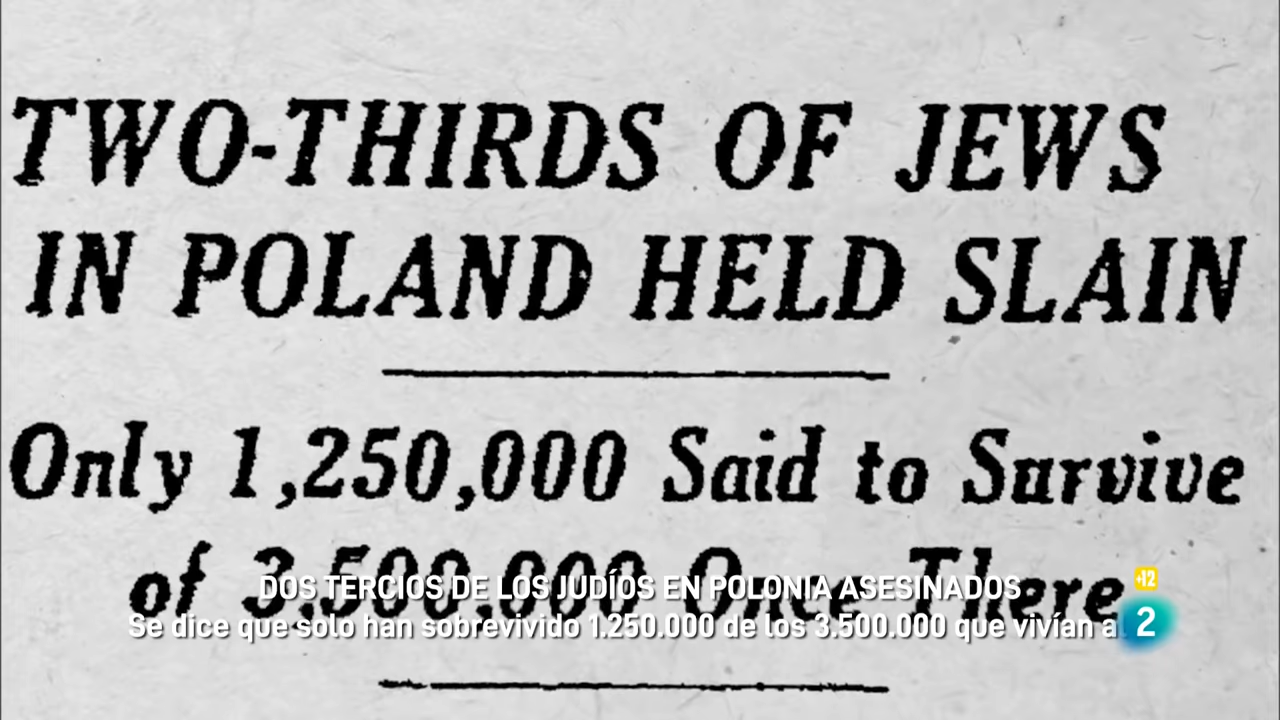 TWO-THIRDS OF JEWS
IN POLAND HELD SLAIN
Only 1,250,000 Said to Survive
of 3,500,000 Once There
DOS TERCIOS DE LOS JUDÍOS EN POLONIA ASESINADOS
+12
Se dice que solo han sobrevivido 1.250.000 de los 3.500.000 que vivían
2